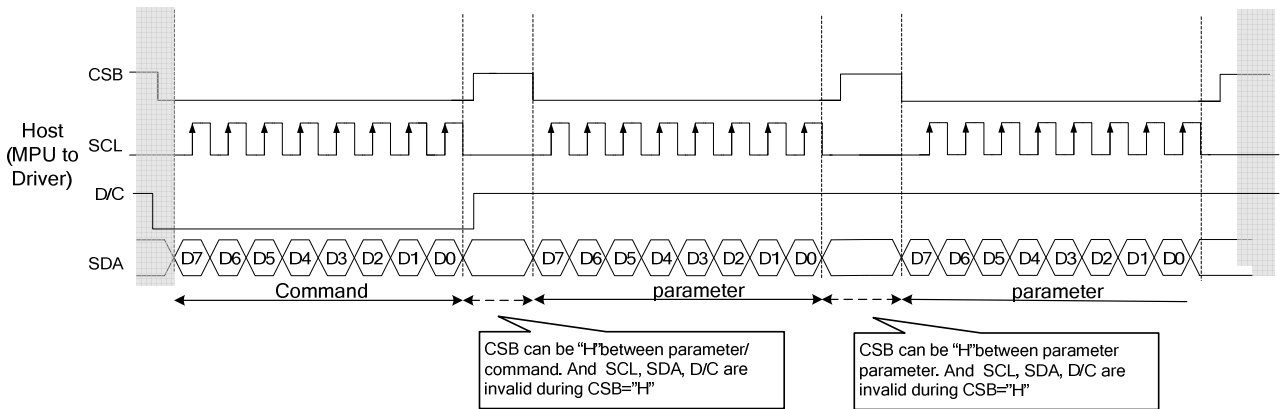 CSB
Host
(MPU to
Driver)
SCL
D/C
SDA
D7 D6 D5 D4 D3 D2 D1 D0 D7 D6 D5 D4 D3 D2 D1 D0 D7 D6 D5 D4 D3 D2 D1 D0
Command parameter parameter
CSB can be "H"between parameter/
command. And SCL, SDA, D/C are
invalid during CSB="H"
CSB can be "H"between parameter
parameter. And SCL, SDA, D/C are
invalid during CSB="H"